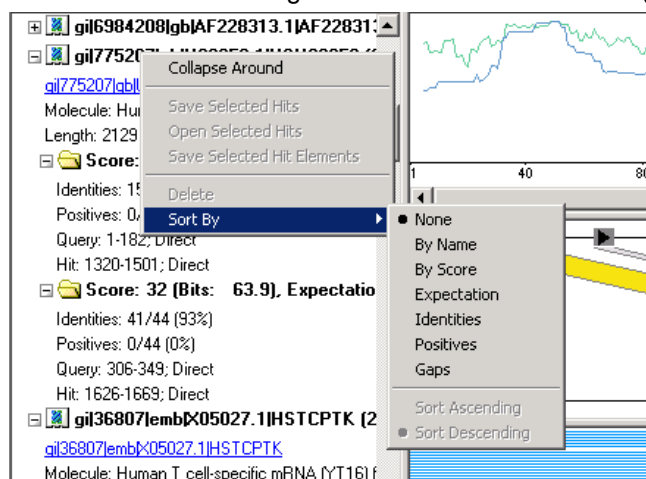 gi|6984208|gb|AF228313.1|AF22831
gi|77520
gi|775207|gb|
Molecule: Hu
Length: 2129
Score:
Identities: 15
Positives: 0/
Query: 1-182; Direct
Hit: 1320-1501; Direct
Score: 32 (Bits: 63.9), Expectatio
Identities: 41/44 (93%)
Positives: 0/44 (0%)
Query: 306-349; Direct
Hit: 1626-1669; Direct
gi|36807|emb|X05027.1|HSTCPTK (2
gi|36807|emb|X05027.1|HSTCPTK
Molecule: Human T cell-specific mRNA (YT16) f
Collapse Around
Save Selected Hits
Open Selected Hits
Save Selected Hit Elements
Delete
Sort By
None
By Name
By Score
Expectation
Identities
Positives
Gaps
Sort Ascending
Sort Descending
1 40 80